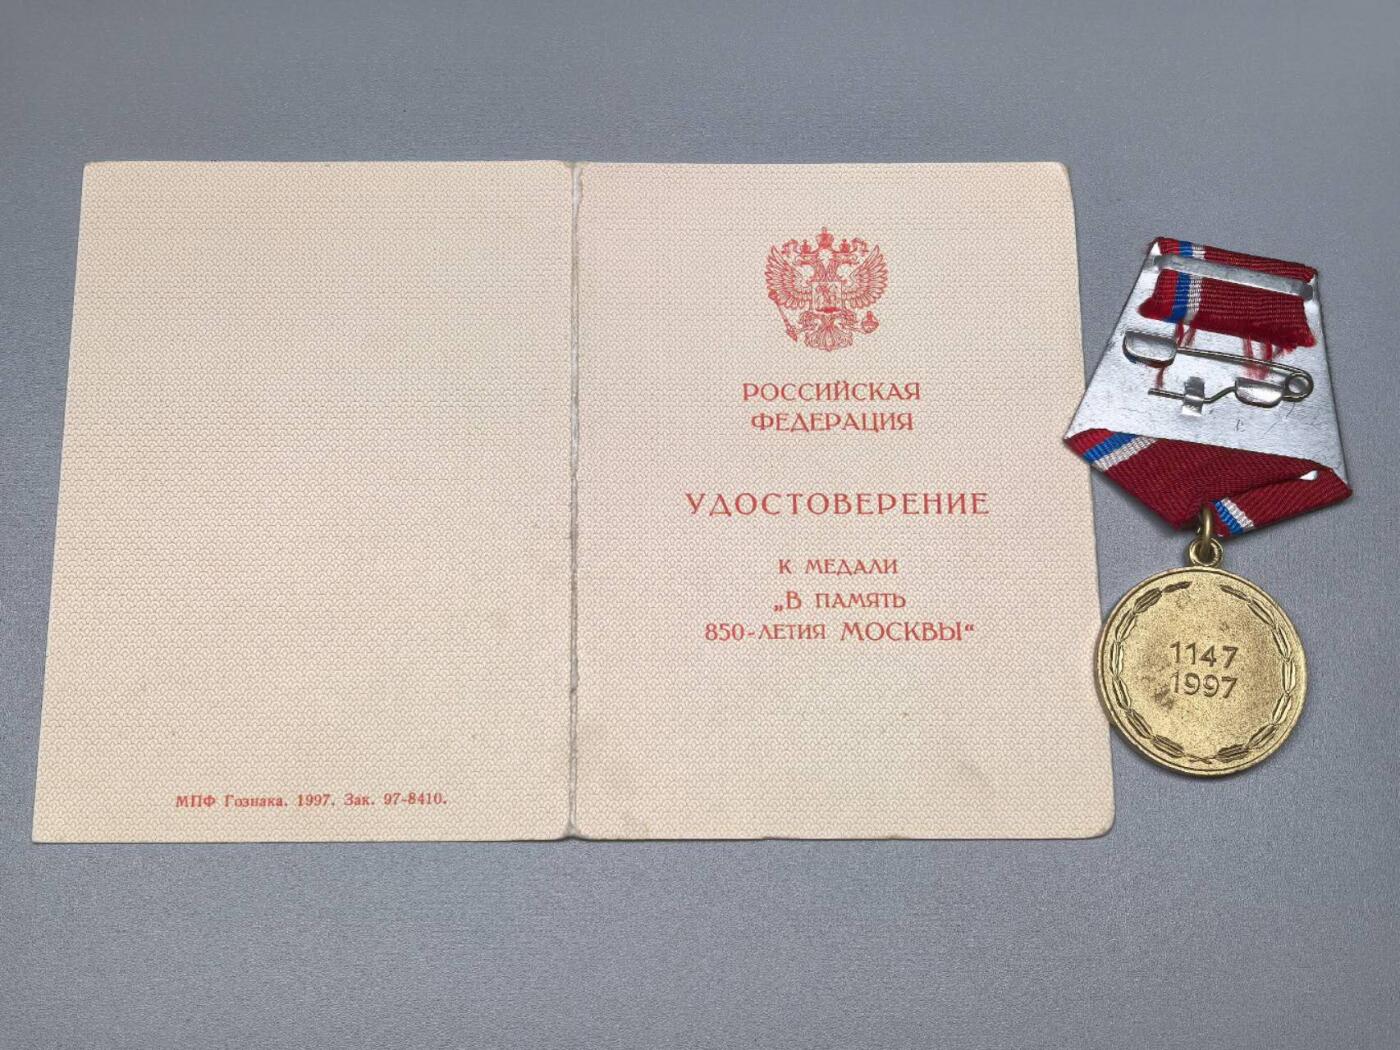 МПФ Гознака. 1997. Зак. 97-8410.
РОССИЙСКАЯ
ФЕДЕРАЦИЯ
УДОСТОВЕРЕНИЕ
К МЕДАЛИ
„В ПАМЯТЬ
850-ЛЕТИЯ МОСКВЫ“
1147
1997